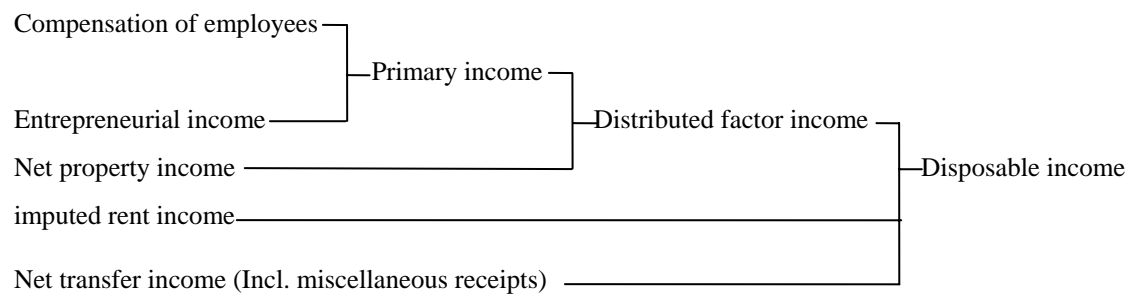 Compensation of employees
Primary income
Entrepreneurial income
Distributed factor income
Net property income
Disposable income
imputed rent income
Net transfer income (Incl. miscellaneous receipts)